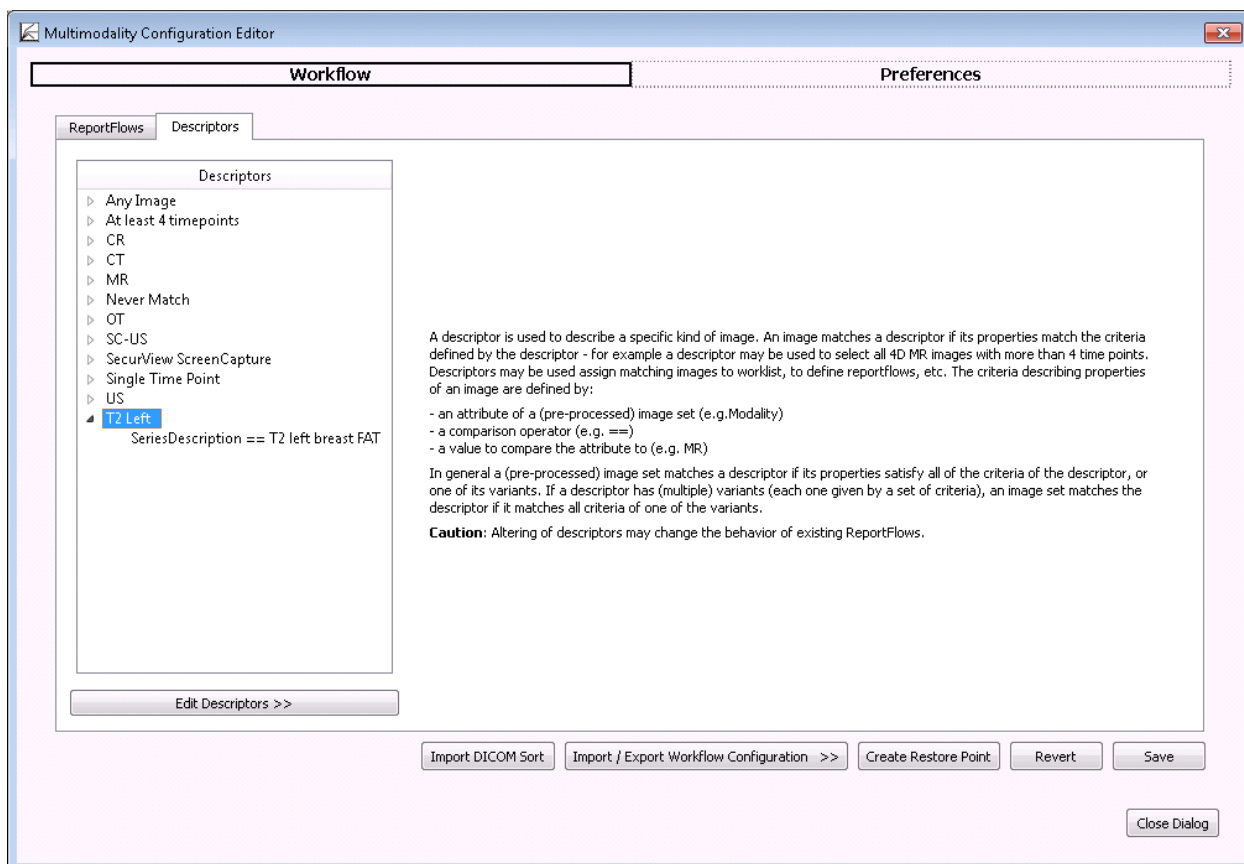 Multimodality Configuration Editor
Workflow
Preferences
ReportFlows
Descriptors
Descriptors
Any Image
At least 4 timepoints
CR
CT
MR
Never Match
OT
SC-US
SecurView ScreenCapture
Single Time Point
US
T2 Left
SeriesDescription == T2 left breast FAT
Edit Descriptors >>
A descriptor is used to describe a specific kind of image. An image matches a descriptor if its properties match the criteria
defined by the descriptor - for example a descriptor may be used to select all 4D MR images with more than 4 time points.
Descriptors may be used assign matching images to worklist, to define reportflows, etc. The criteria describing properties
of an image are defined by:
- an attribute of a (pre-processed) image set (e.g.Modality)
- a comparison operator (e.g. ==)
- a value to compare the attribute to (e.g. MR)
In general a (pre-processed) image set matches a descriptor if its properties satisfy all of the criteria of the descriptor, or
one of its variants. If a descriptor has (multiple) variants (each one given by a set of criteria), an image set matches the
descriptor if it matches all criteria of one of the variants.
Caution: Altering of descriptors may change the behavior of existing ReportFlows.
Import DICOM Sort
Import / Export Workflow Configuration >>
Create Restore Point
Revert
Save
Close Dialog